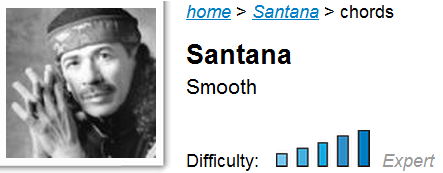 home > Santana > chords
Santana
Smooth
Difficulty: Expert